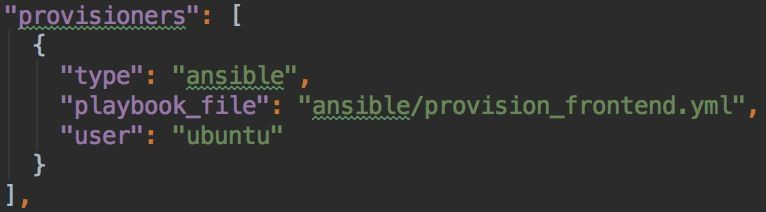 "provisioners": [
  {
    "type": "ansible",
    "playbook_file": "ansible/provision_frontend.yml",
    "user": "ubuntu"
  }
],